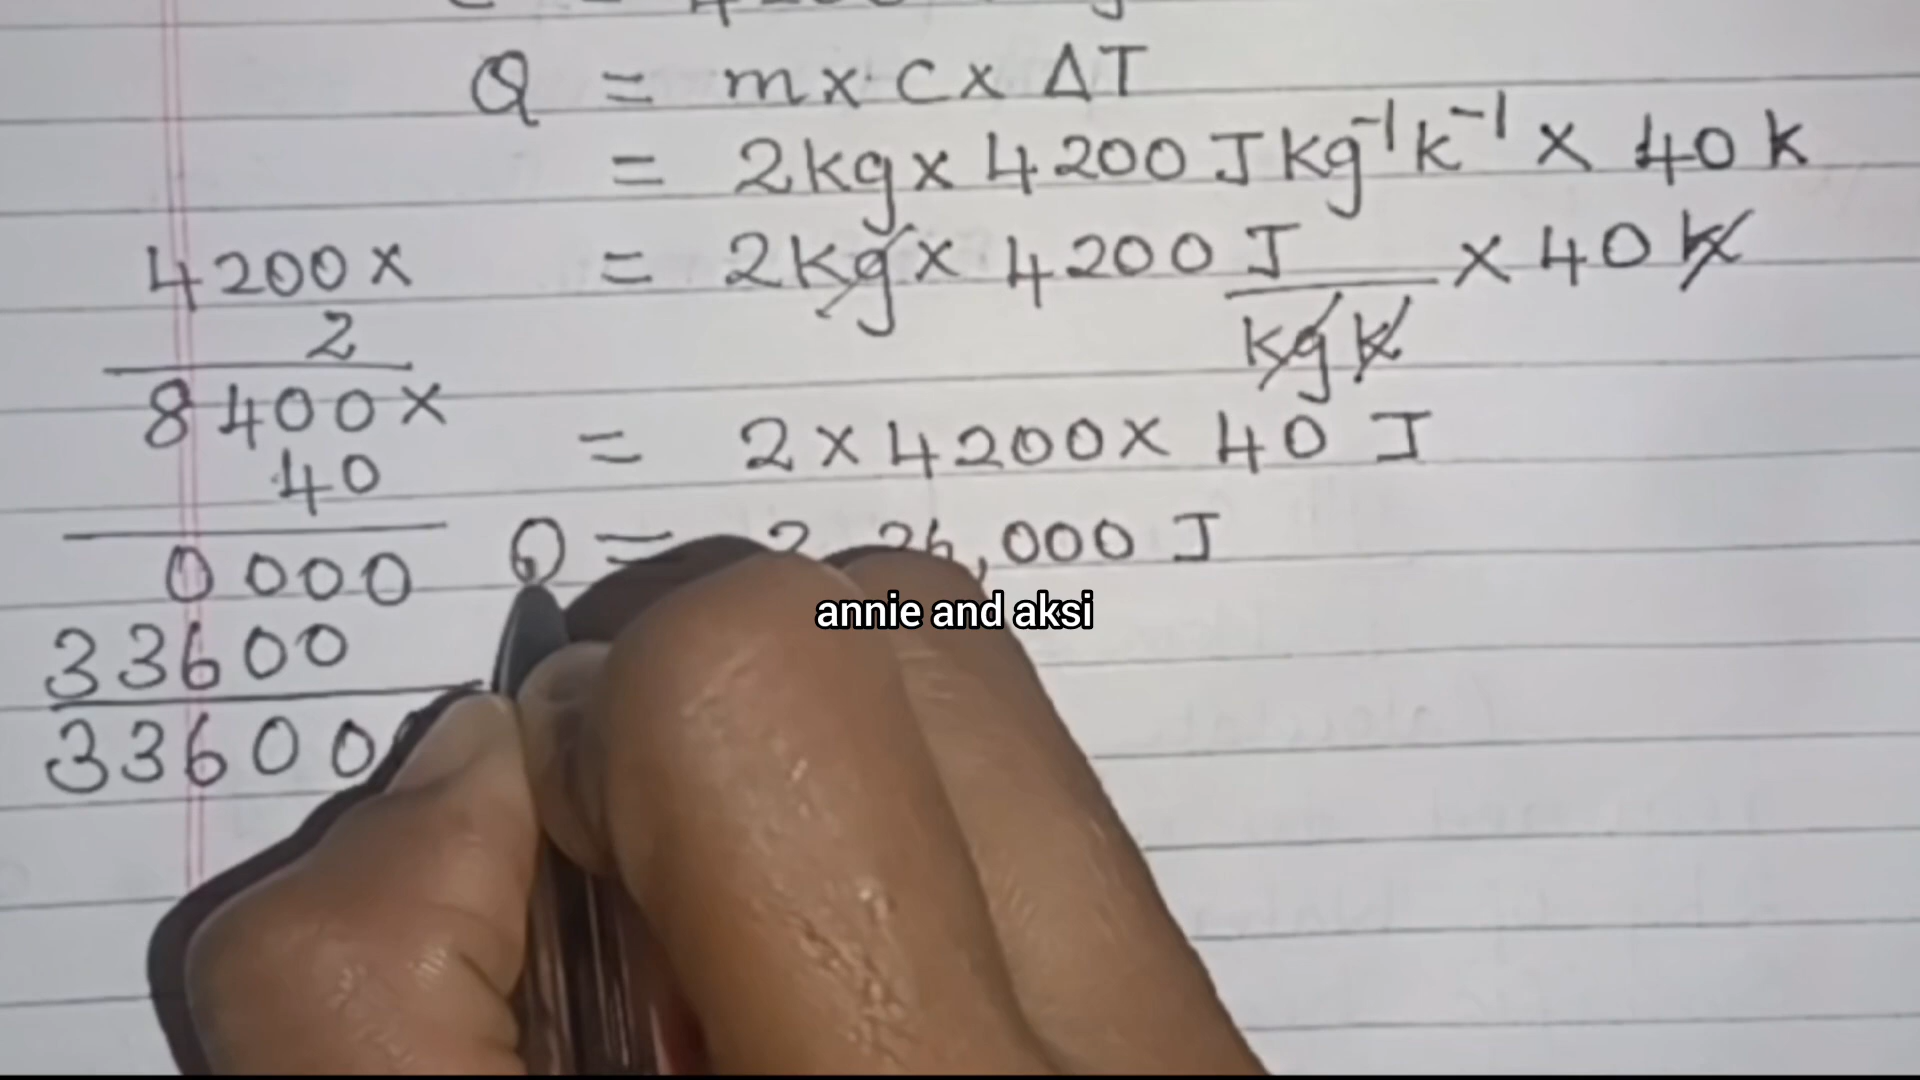 Q = m x C x ΔT
= 2kg x 4200 J kg⁻¹ k⁻¹ x 40 k
= 2kg x 4200 J/kg k x 40 k
= 2 x 4200 x 40 J
Q = ,000 J
4200 x
2
8400 x
40
0000
33600
33600
annie and aksi